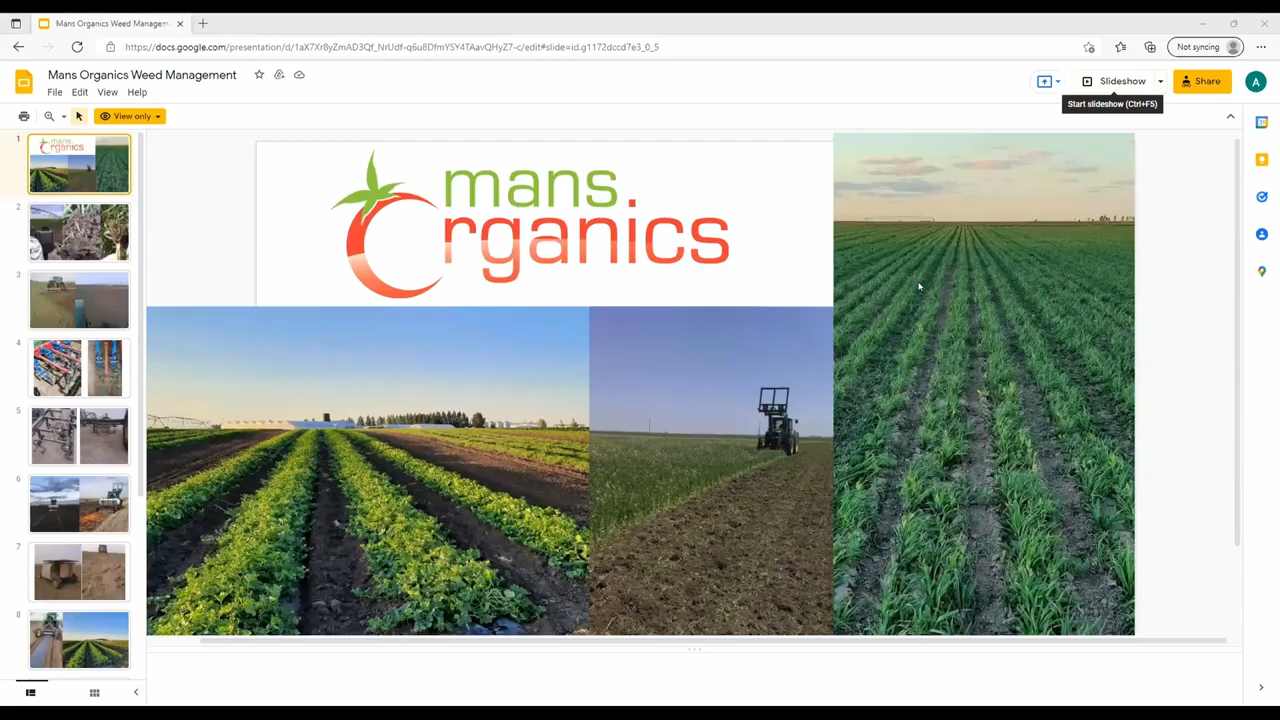 Mans Organics Weed Managem
https://docs.google.com/presentation/d/1aX7Xr8yZmAD3Qf_NrUdf-q6u8DfmYSY4TAavQHyZ7-c/edit#slide=id.g1172dccd7e3_0_5
Not syncing
Mans Organics Weed Management
File Edit View Help
Slideshow
Share
A
Start slideshow (Ctrl+F5)
View only
1
2
3
4
5
6
7
8
mans
Organics
mans
rganics